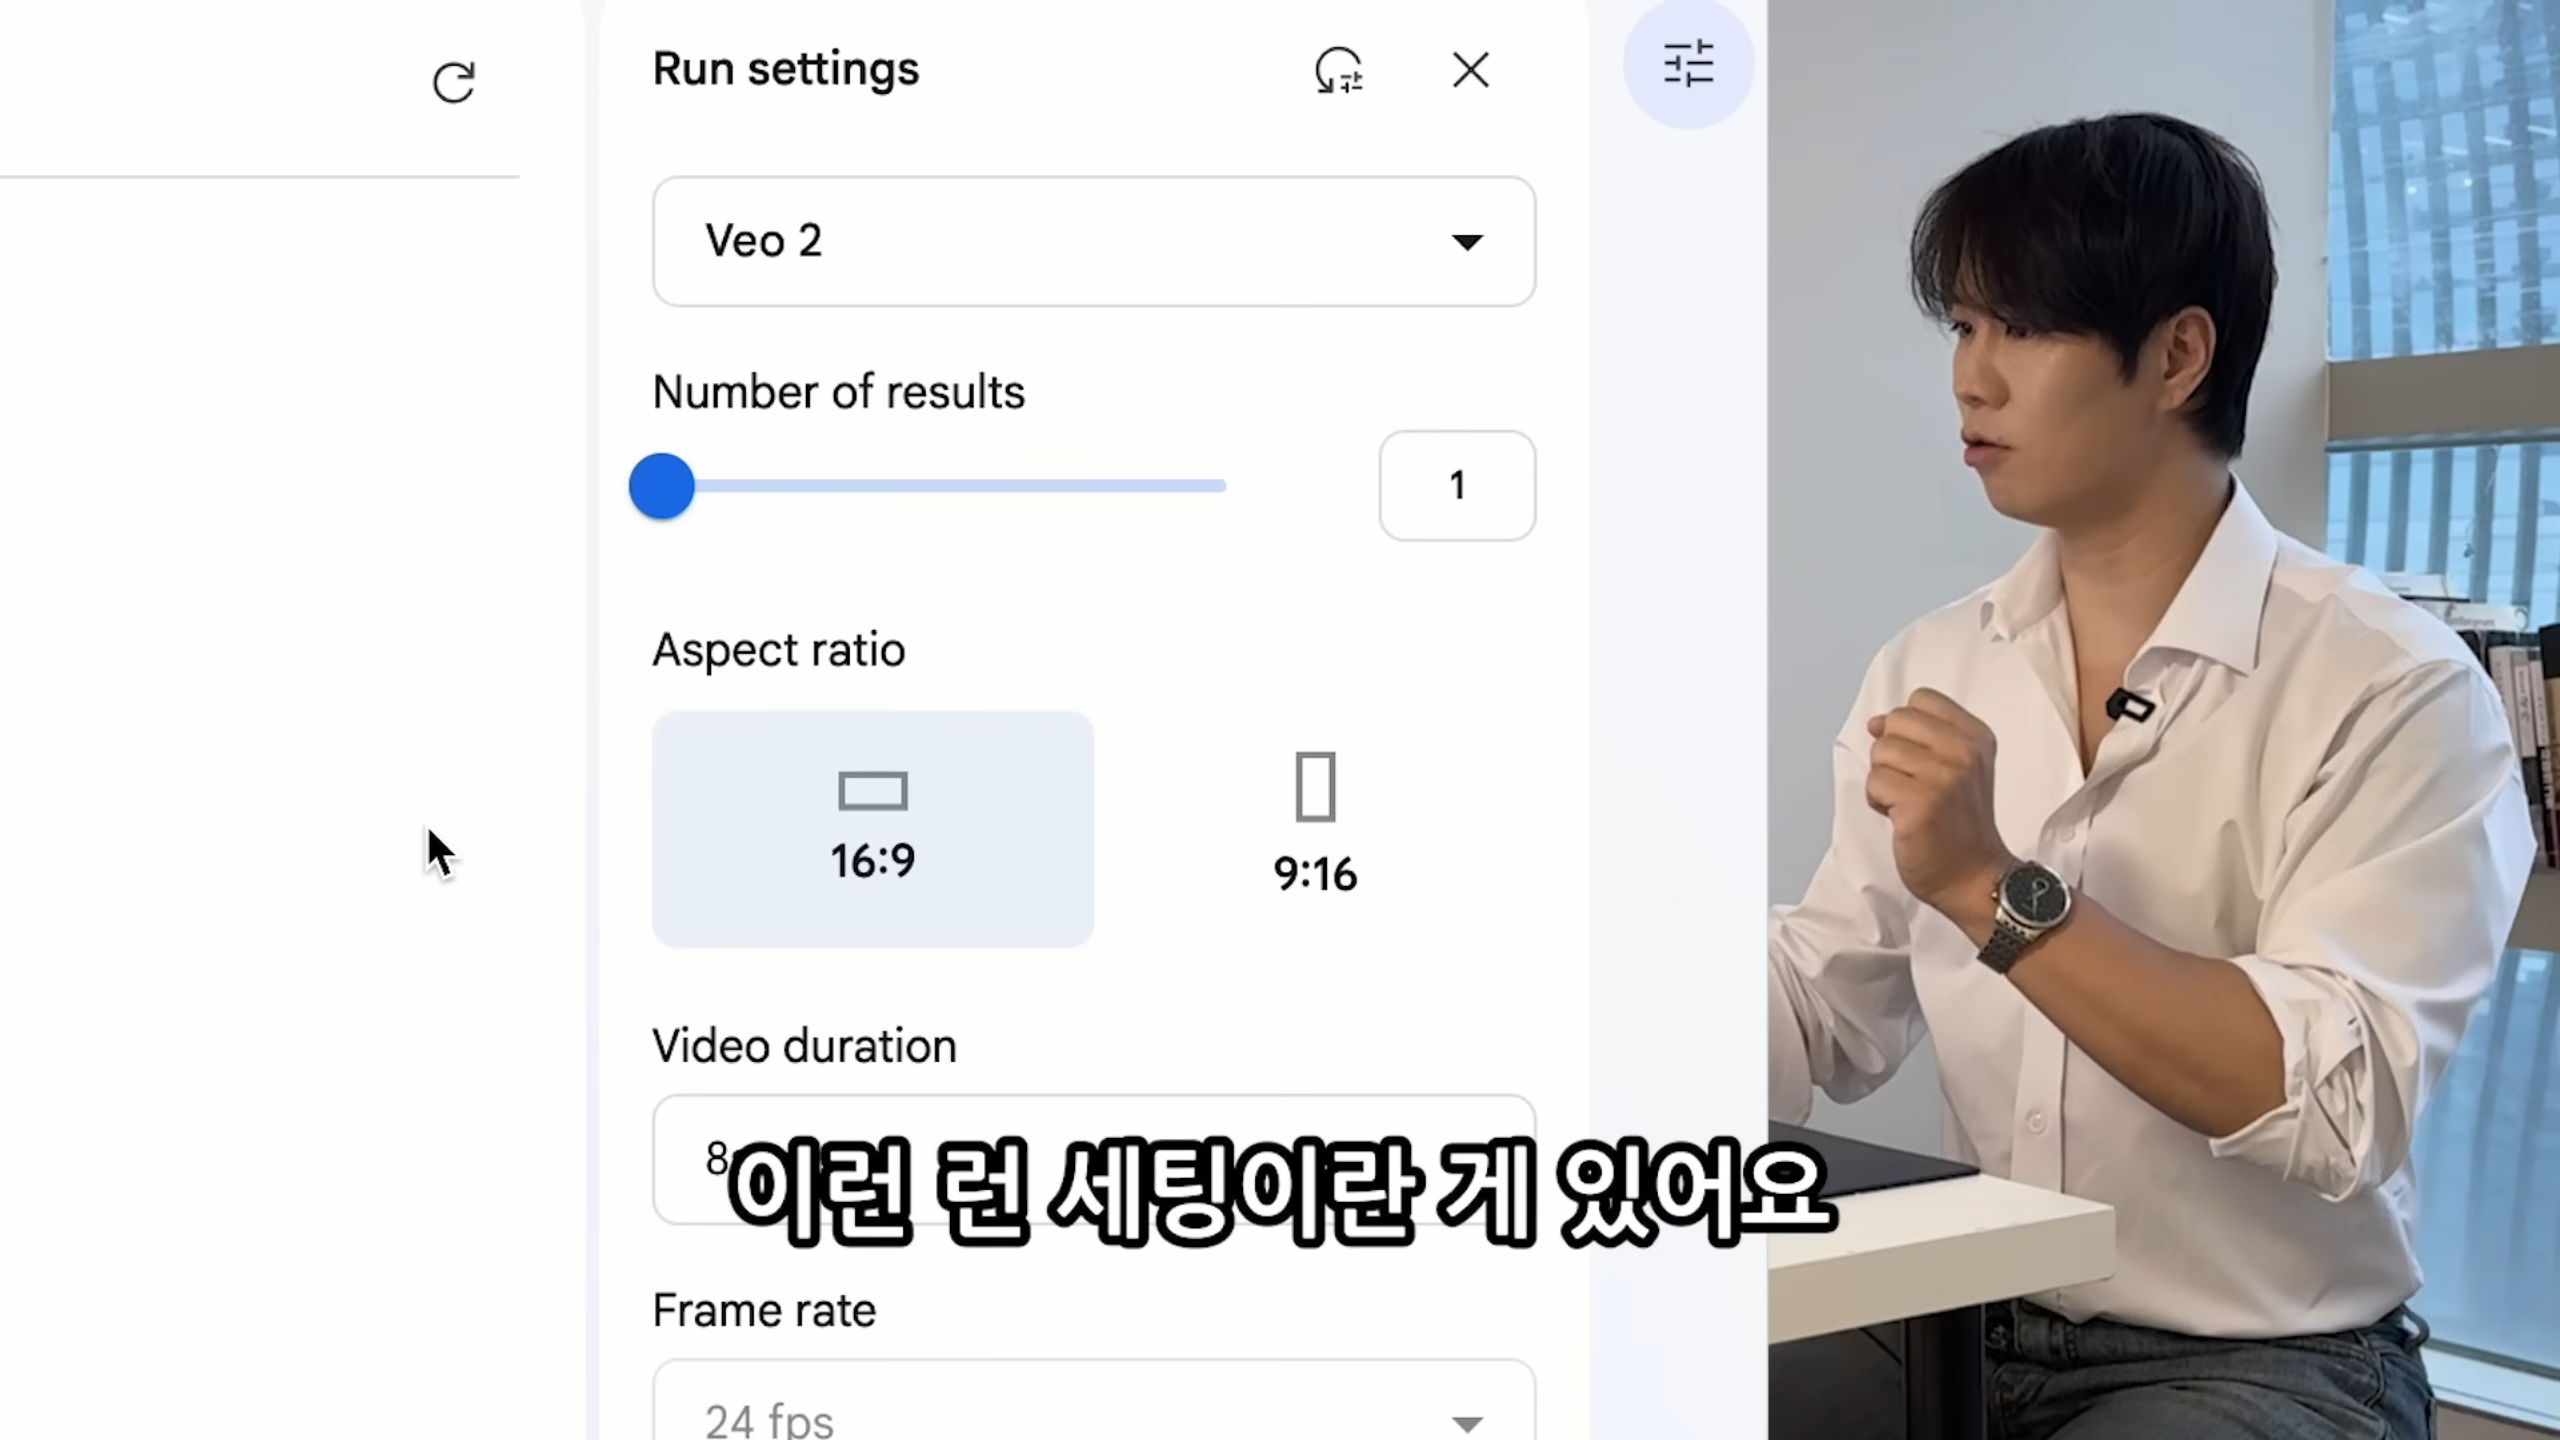 Run settings
Veo 2
Number of results
1
Aspect ratio
16:9
9:16
Video duration
8
이런 런 세팅이란 게 있어요
Frame rate
24 fps